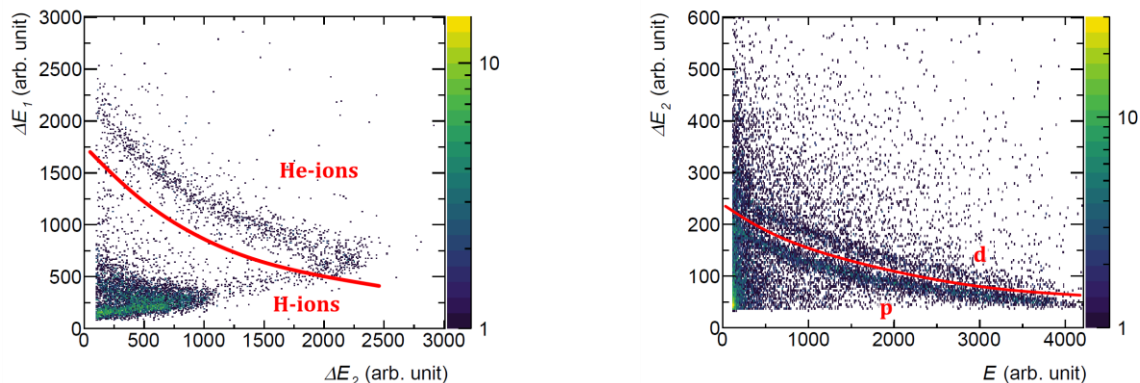 3000
2500
2000
1750
1500
1000
500
0
ΔE₁ (arb. unit)
He-ions
H-ions
0 500 1000 1500 2000 2500 3000
ΔE₂ (arb. unit)
10
1
600
500
400
300
200
100
0
ΔE₂ (arb. unit)
d
p
0 1000 2000 3000 4000
E (arb. unit)
10
1